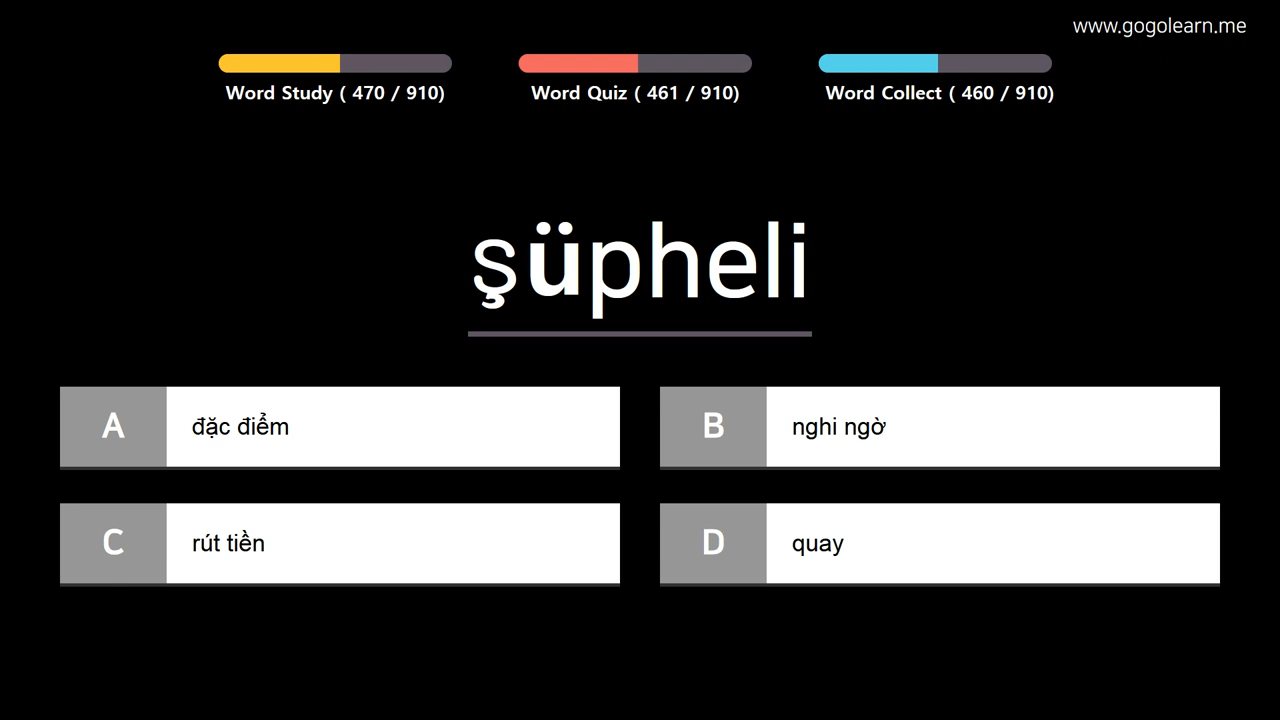 www.gogolearn.me
Word Study ( 470 / 910)
Word Quiz ( 461 / 910)
Word Collect ( 460 / 910)
şüpheli
A đặc điểm
B nghi ngờ
C rút tiền
D quay